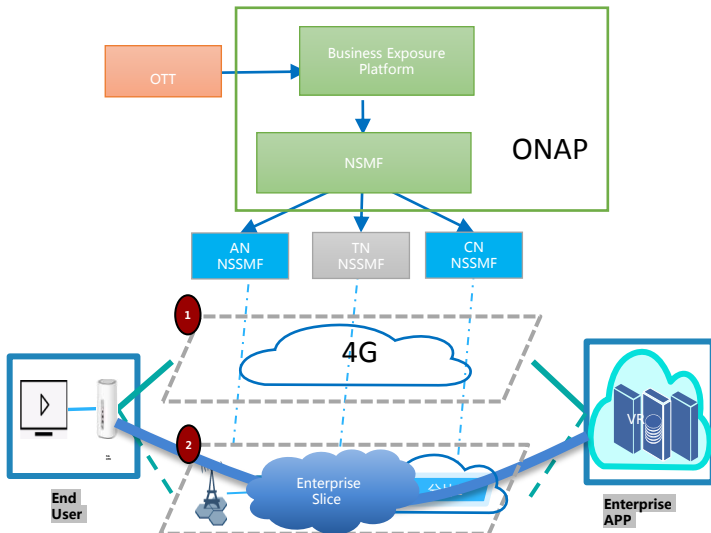 Business Exposure
Platform
OTT
ONAP
NSMF
AN
NSSMF
TN
NSSMF
CN
NSSMF
1
4G
VR
2
Enterprise
Slice
End
User
Enterprise
APP